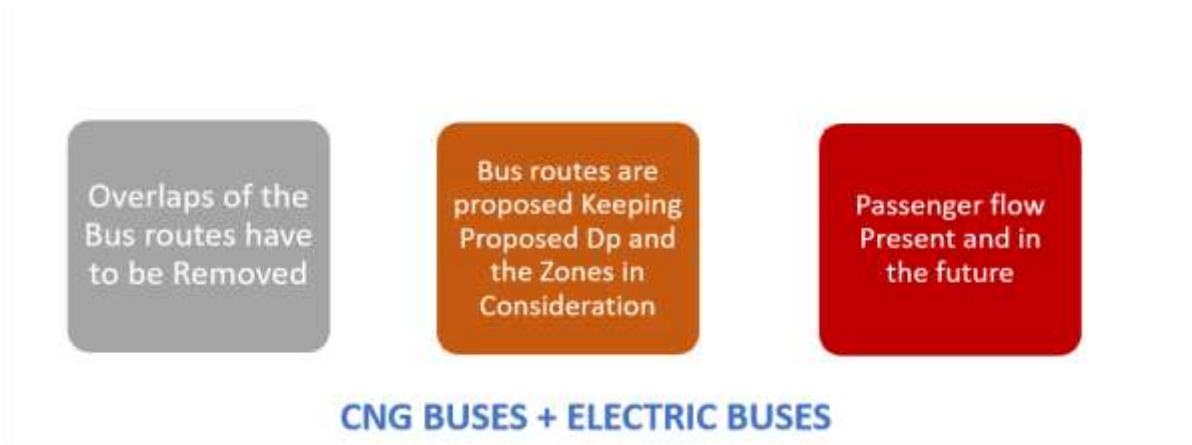 Overlaps of the
Bus routes have
to be Removed
Bus routes are
proposed Keeping
Proposed Dp and
the Zones in
Consideration
Passenger flow
Present and in
the future
CNG BUSES + ELECTRIC BUSES